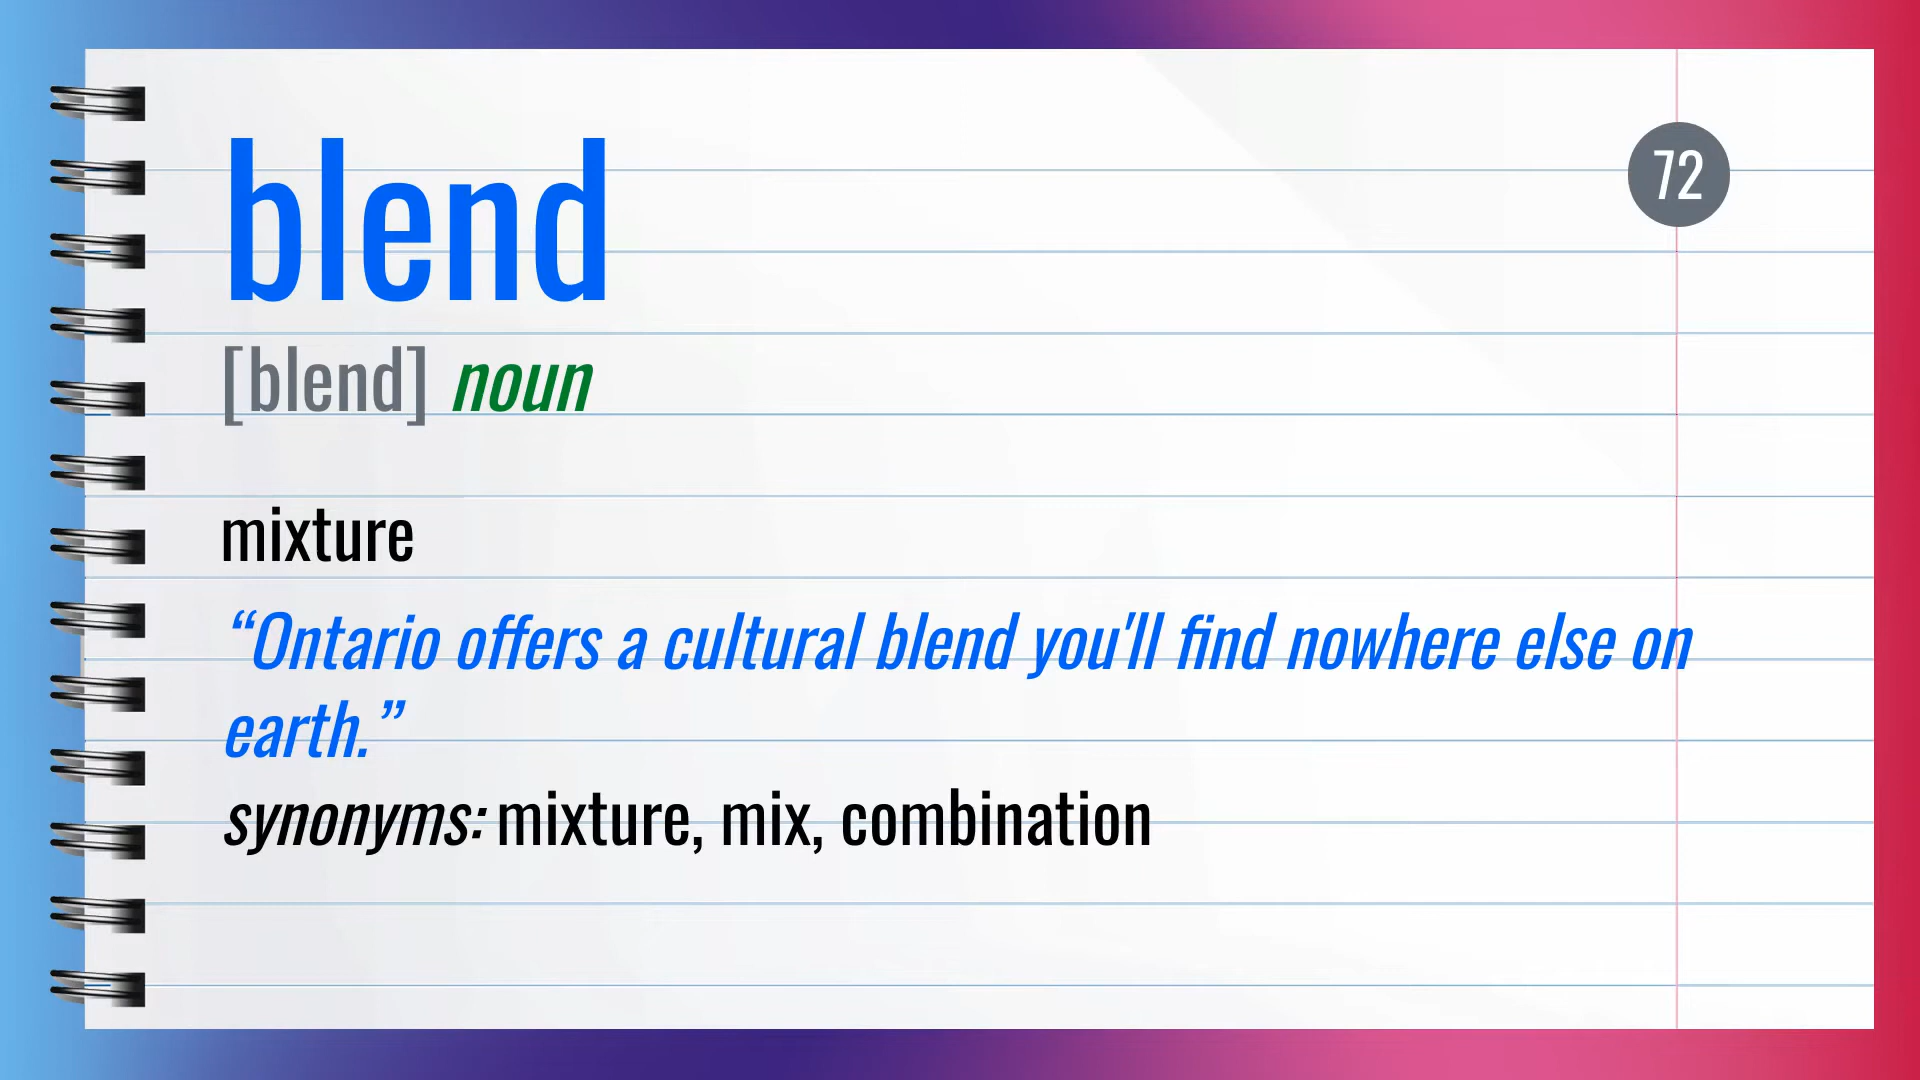 blend
72
[blend] noun
mixture
“Ontario offers a cultural blend you'll find nowhere else on
earth.”
synonyms: mixture, mix, combination